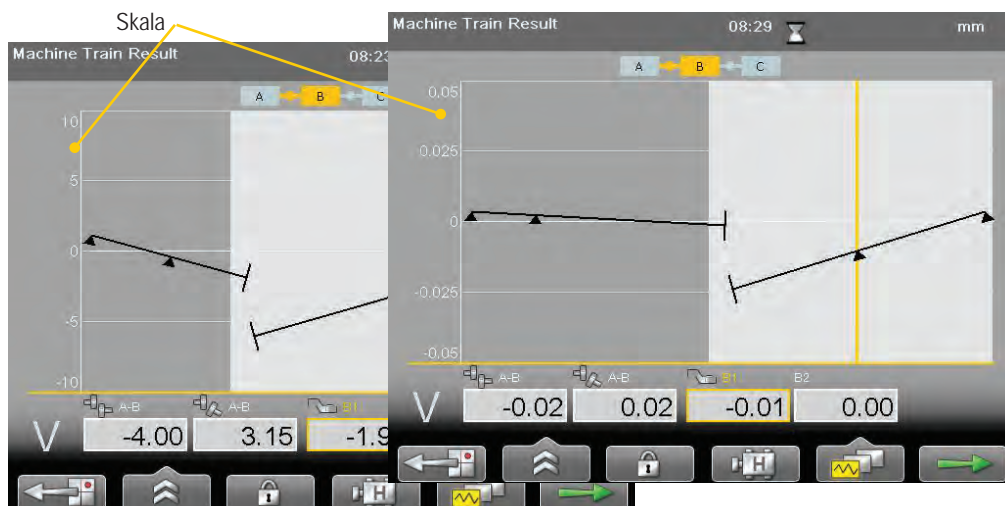 Skala
Machine Train Result
08:23
A B C
10
5
0
-5
-10
A-B A-B B1
V -4.00 3.15 -1.9
H
Machine Train Result 08:29 mm
A B C
0.05
0.025
0
-0.025
-0.05
A-B A-B B1 B2
V -0.02 0.02 -0.01 0.00
H